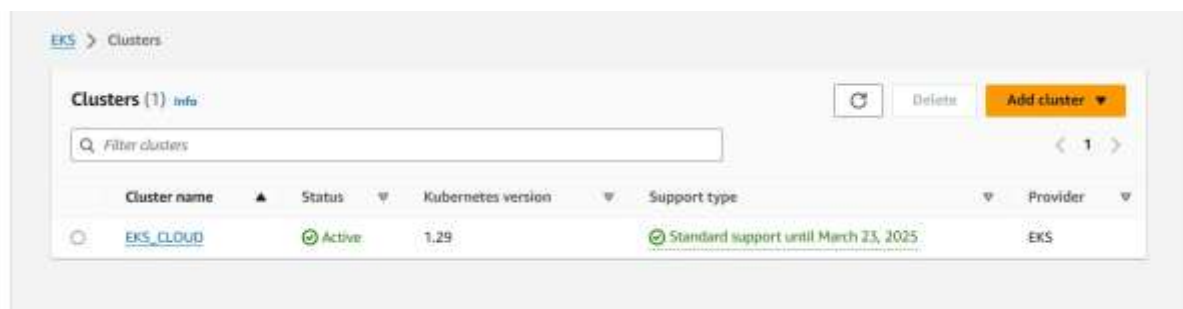 EKS > Clusters
Clusters (1) Info
Delete
Add cluster
Filter clusters
< 1 >
Cluster name Status Kubernetes version Support type Provider
EKS_CLOUD Active 1.29 Standard support until March 23, 2025 EKS